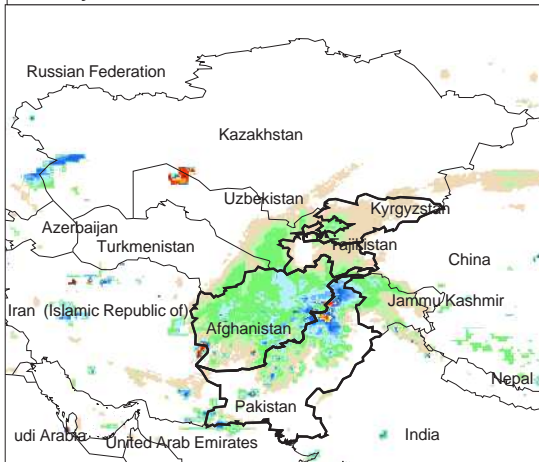 Russian Federation
Kazakhstan
Uzbekistan
Kyrgyzstan
Azerbaijan
Turkmenistan
Tajikistan
China
Iran (Islamic Republic of)
Jammu/Kashmir
Afghanistan
Nepal
Pakistan
udi Arabia
United Arab Emirates
India